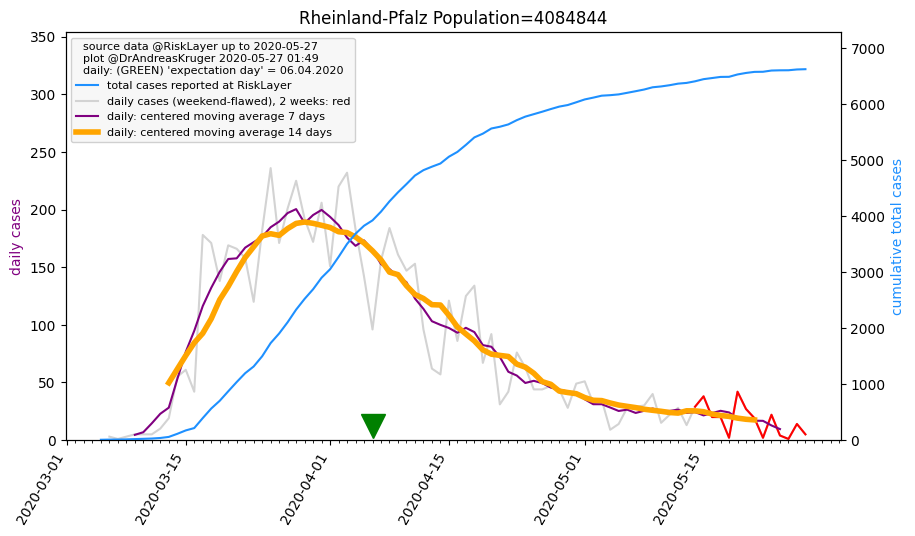 Rheinland-Pfalz Population=4084844
source data @RiskLayer up to 2020-05-27
plot @DrAndreasKruger 2020-05-27 01:49
daily: (GREEN) 'expectation day' = 06.04.2020
total cases reported at RiskLayer
daily cases (weekend-flawed), 2 weeks: red
daily: centered moving average 7 days
daily: centered moving average 14 days
350
300
250
200
150
100
50
0
daily cases
7000
6000
5000
4000
3000
2000
1000
0
cumulative total cases
2020-03-01
2020-03-15
2020-04-01
2020-04-15
2020-05-01
2020-05-15